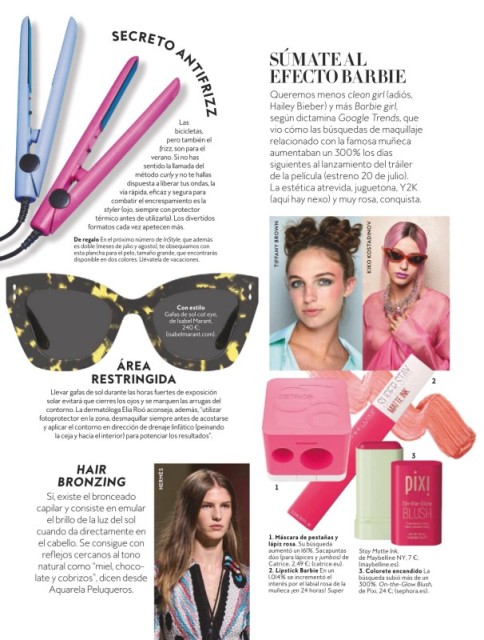 SECRETO ANTIFRIZZ
Las
bicicletas,
pero también el
frizz, son para el
verano. Si no has
sentido la llamada del
método curly y no te hallas
dispuesta a liberar tus ondas, la
vía rápida, eficaz y segura para
combatir el encrespamiento es la
styler (ojo, siempre con protector
térmico antes de utilizarla). Los divertidos
formatos cada vez apetecen más.
De regalo En el próximo número de InStyle, que además
es doble (meses de julio y agosto), te obsequiamos con
esta plancha para el pelo, tamaño grande, que encontrarás
disponible en dos colores. Llévatela de vacaciones.
SÚMATE AL
EFECTO BARBIE
Queremos menos clean girl (adiós,
Hailey Bieber) y más Barbie girl,
según dictamina Google Trends, que
vio cómo las búsquedas de maquillaje
relacionado con la famosa muñeca
aumentaban un 300% los días
siguientes al lanzamiento del tráiler
de la película (estreno 20 de julio).
La estética atrevida, juguetona, Y2K
(aquí hay nexo) y muy rosa, conquista.
TIFFANY BROWN
KIKO KOSTADINOV
Con estilo
Gafas de sol cat eye,
de Isabel Marant,
240 €;
(isabelmarant.com).
ÁREA
RESTRINGIDA
Llevar gafas de sol durante las horas fuertes de exposición
solar evitará que cierres los ojos y se marquen las arrugas del
contorno. La dermatóloga Elia Roó aconseja, además, "utilizar
fotoprotector en la zona, desmaquillar siempre antes de acostarse
y aplicar el contorno en dirección de drenaje linfático (peinando
la ceja y hacia el interior) para potenciar los resultados".
HAIR
BRONZING
Sí, existe el bronceado
capilar y consiste en emular
el brillo de la luz del sol
cuando da directamente en
el cabello. Se consigue con
reflejos cercanos al tono
natural como "miel, choco-
late y cobrizos", dicen desde
Aquarela Peluqueros.
HERMÈS
SUPER STAY
MATTE INK
2
1
3
pixi
On-the-Glow
BLUSH
1. Máscara de pestañas y
lápiz rosa. Su búsqueda
aumentó un 161%. Sacapuntas
dúo (para lápices y jumbos) de
Catrice, 2,49 €; (catrice.eu).
2. Lipstick Barbie En un
1.014% se incrementó el
interés por el labial rosa de la
muñeca ¡en 24 horas! Super
Stay Matte Ink,
de Maybelline NY, 7 €;
(maybelline.es).
3. Colorete encendido La
búsqueda subió más de un
300%. On-the-Glow Blush,
de Pixi, 24 €; (sephora.es).